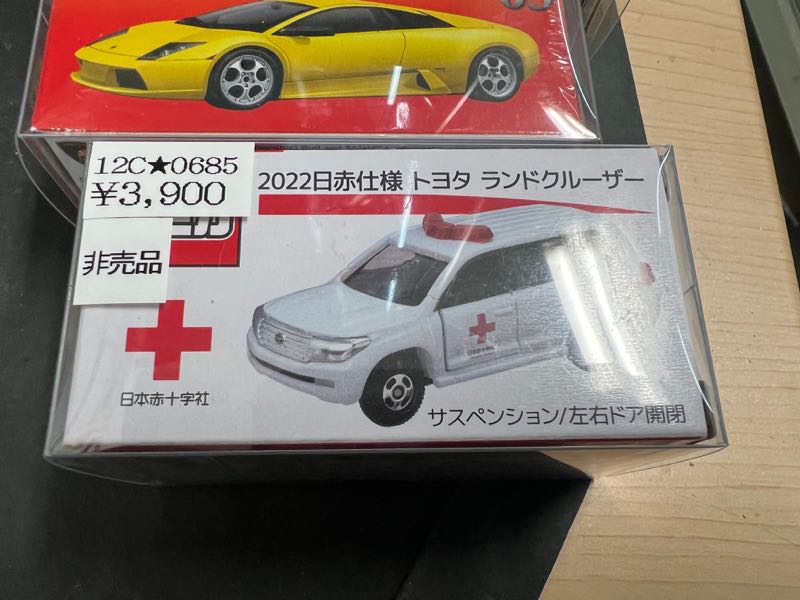 12C★0685
¥3,900
2022日赤仕様 トヨタ ランドクルーザー
非売品
日本赤十字社
サスペンション/左右ドア開閉